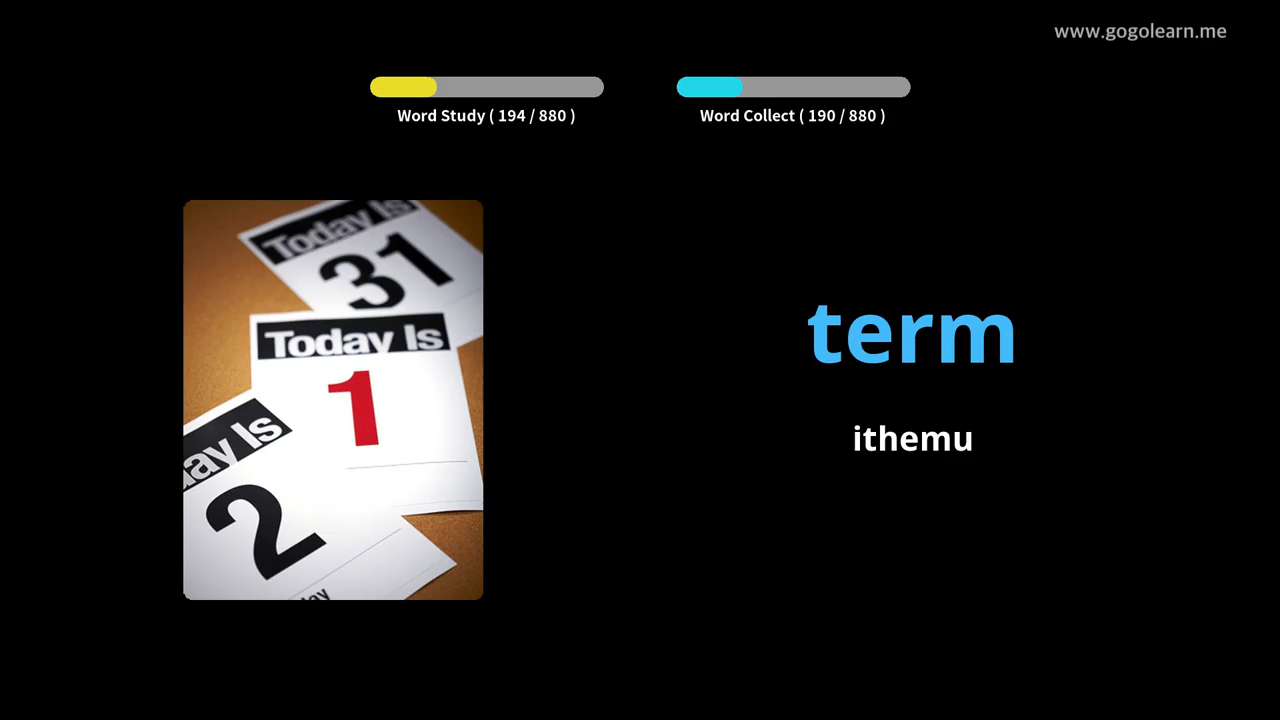 www.gogolearn.me
Word Study ( 194 / 880 )
Word Collect ( 190 / 880 )
Today Is
31
Today Is
1
day Is
2
term
ithemu